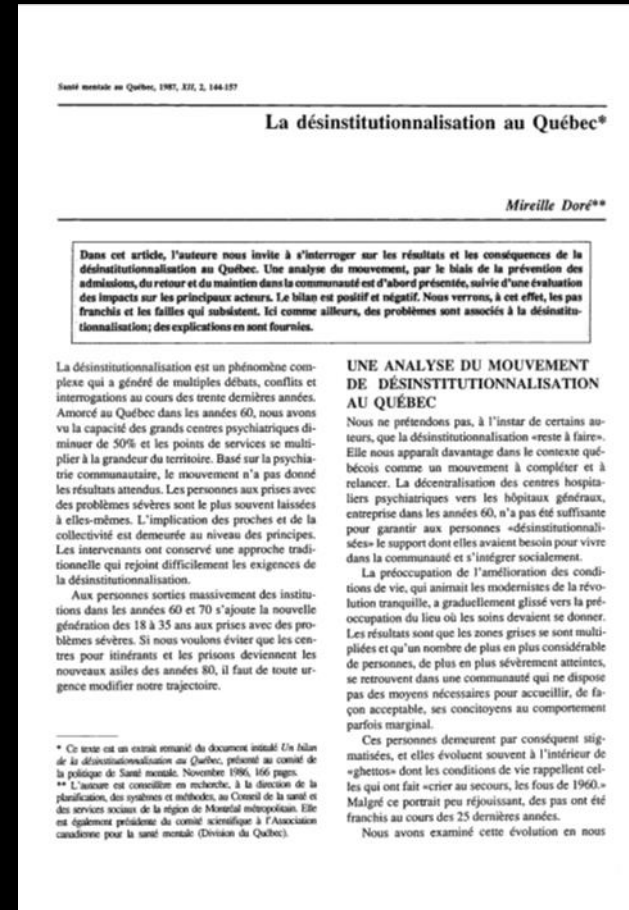 Santé mentale au Québec, 1987, XII, 2, 144-157
La désinstitutionnalisation au Québec*
Mireille Doré**
Dans cet article, l'auteure nous invite à s'interroger sur les résultats et les conséquences de la
désinstitutionnalisation au Québec. Une analyse du mouvement, par le biais de la prévention des
admissions, du retour et du maintien dans la communauté est d'abord présentée, suivie d'une évaluation
des impacts sur les principaux acteurs. Le bilan est positif et négatif. Nous verrons, à cet effet, les pas
franchis et les failles qui subsistent. Ici comme ailleurs, des problèmes sont associés à la désinstitu-
tionnalisation; des explications en sont fournies.
La désinstitutionnalisation est un phénomène com-
plexe qui a généré de multiples débats, conflits et
interrogations au cours des trente dernières années.
Amorcé au Québec dans les années 60, nous avons
vu la capacité des grands centres psychiatriques di-
minuer de 50% et les points de services se multi-
plier à la grandeur du territoire. Basé sur la psychia-
trie communautaire, le mouvement n'a pas donné
les résultats attendus. Les personnes aux prises avec
des problèmes sévères sont le plus souvent laissées
à elles-mêmes. L'implication des proches et de la
collectivité est demeurée au niveau des principes.
Les intervenants ont conservé une approche tradi-
tionnelle qui rejoint difficilement les exigences de
la désinstitutionnalisation.
Aux personnes sorties massivement des institu-
tions dans les années 60 et 70 s'ajoute la nouvelle
génération des 18 à 35 ans aux prises avec des pro-
blèmes sévères. Si nous voulons éviter que les cen-
tres pour itinérants et les prisons deviennent les
nouveaux asiles des années 80, il faut de toute ur-
gence modifier notre trajectoire.
* Ce texte est un extrait remanié du document intitulé Un bilan
de la désinstitutionnalisation au Québec, présenté au comité de
la politique de Santé mentale. Novembre 1986, 166 pages.
** L'auteure est conseillère en recherche, à la direction de la
planification, des systèmes et méthodes, au Conseil de la santé et
des services sociaux de la région de Montréal métropolitain. Elle
est également présidente du comité scientifique à l'Association
canadienne pour la santé mentale (Division du Québec).
UNE ANALYSE DU MOUVEMENT
DE DÉSINSTITUTIONNALISATION
AU QUÉBEC
Nous ne prétendons pas, à l'instar de certains au-
teurs, que la désinstitutionnalisation «reste à faire».
Elle nous apparaît davantage dans le contexte qué-
bécois comme un mouvement à compléter et à
relancer. La décentralisation des centres hospita-
liers psychiatriques vers les hôpitaux généraux,
entreprise dans les années 60, n'a pas été suffisante
pour garantir aux personnes «désinstitutionnali-
sées» le support dont elles avaient besoin pour vivre
dans la communauté et s'intégrer socialement.
La préoccupation de l'amélioration des condi-
tions de vie, qui animait les modernistes de la révo-
lution tranquille, a graduellement glissé vers la pré-
occupation du lieu où les soins devaient se donner.
Les résultats sont que les zones grises se sont multi-
pliées et qu'un nombre de plus en plus considérable
de personnes, de plus en plus sévèrement atteintes,
se retrouvent dans une communauté qui ne dispose
pas des moyens nécessaires pour accueillir, de fa-
çon acceptable, ses concitoyens au comportement
parfois marginal.
Ces personnes demeurent par conséquent stig-
matisées, et elles évoluent souvent à l'intérieur de
«ghettos» dont les conditions de vie rappellent cel-
les qui ont fait «crier au secours, les fous de 1960.»
Malgré ce portrait peu réjouissant, des pas ont été
franchis au cours des 25 dernières années.
Nous avons examiné cette évolution en nous